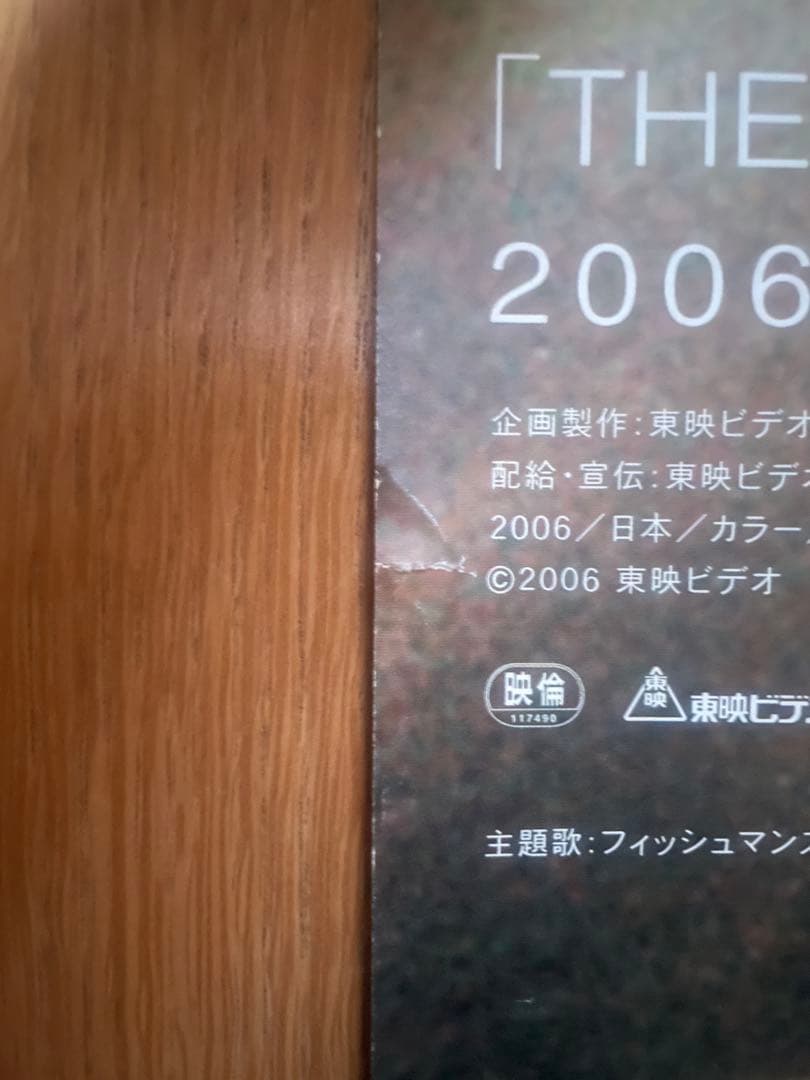 「THE
2006
企画製作:東映ビデオ
配給・宣伝:東映ビデオ
2006／日本／カラー／
©2006 東映ビデオ
映倫
117490
東映
東映ビデオ
主題歌:フィッシュマンズ